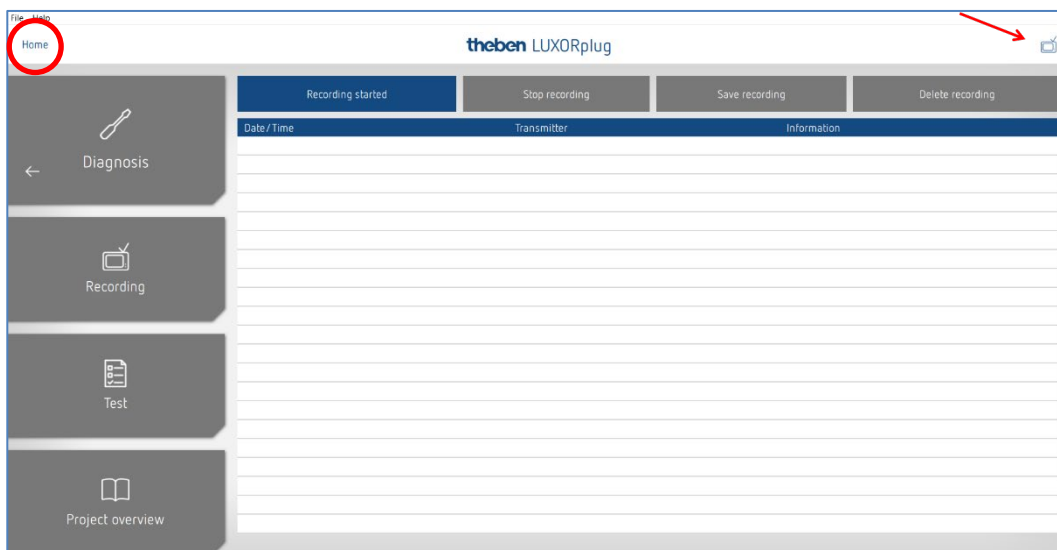 File Help
Home
theben LUXORplug
Recording started Stop recording Save recording Delete recording
Date/Time Transmitter Information
Diagnosis
Recording
Test
Project overview